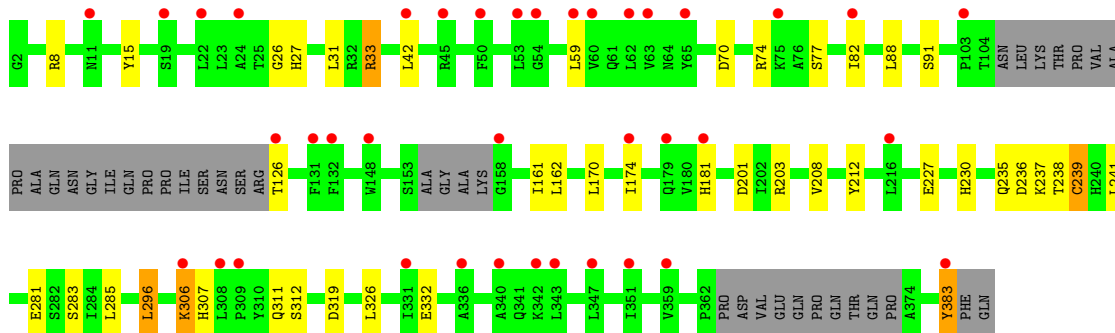 G2 R8 N11 Y15 S19 L22 L23 A24 T25 G26 H27 L31 R32 R33 L42 R45 F50 L53 G54 L59 V60 Q61 L62 V63 N64 Y65 D70 R74 K75 A76 S77 I82 L88 S91 P103 T104 ASN LEU LYS THR PRO VAL ALA
PRO ALA GLN ASN GLY ILE GLN PRO PRO ILE SER ASN SER ARG T126 F131 F132 W148 S153 ALA GLY ALA LYS G158 I161 L162 L170 I174 Q179 V180 H181 D201 I202 R203 V208 Y212 L216 E227 H230 Q235 D236 K237 T238 C239 H240 L241
E281 S282 S283 I284 L285 L296 K306 H307 L308 P309 Y310 Q311 S312 D319 L326 I331 E332 A336 A340 Q341 K342 L343 L347 I351 V359 P362 PRO ASP VAL GLU GLN PRO GLN THR GLN PRO A374 Y383 PHE GLN